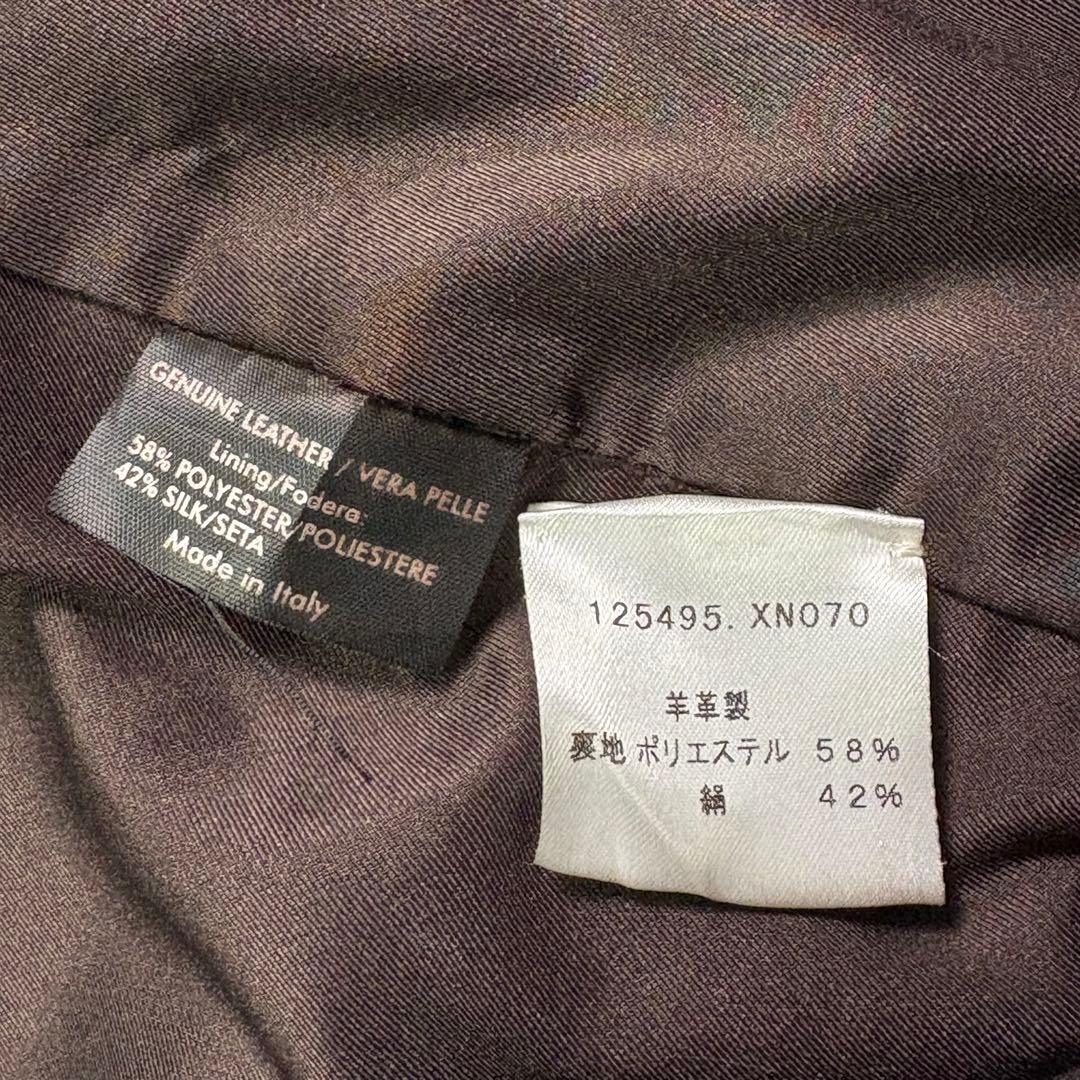 GENUINE LEATHER / VERA PELLE
Lining/Fodera:
58% POLYESTER/POLIESTERE
42% SILK/SETA
Made in Italy
125495. XN070
羊革製
裏地 ポリエステル 58%
絹 42%